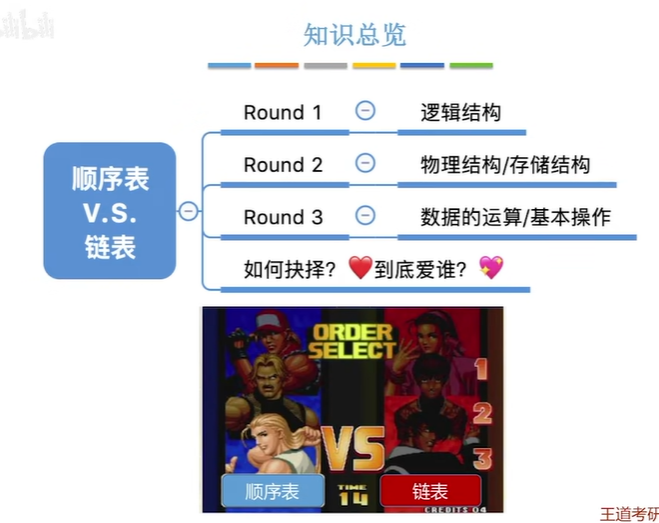 知识总览
顺序表
V.S.
链表
Round 1
逻辑结构
Round 2
物理结构/存储结构
Round 3
数据的运算/基本操作
如何抉择？❤️到底爱谁？💖
ORDER
SELECT
1
2
3
VS
TIME
14
顺序表
链表
CREDITS 04
王道考研